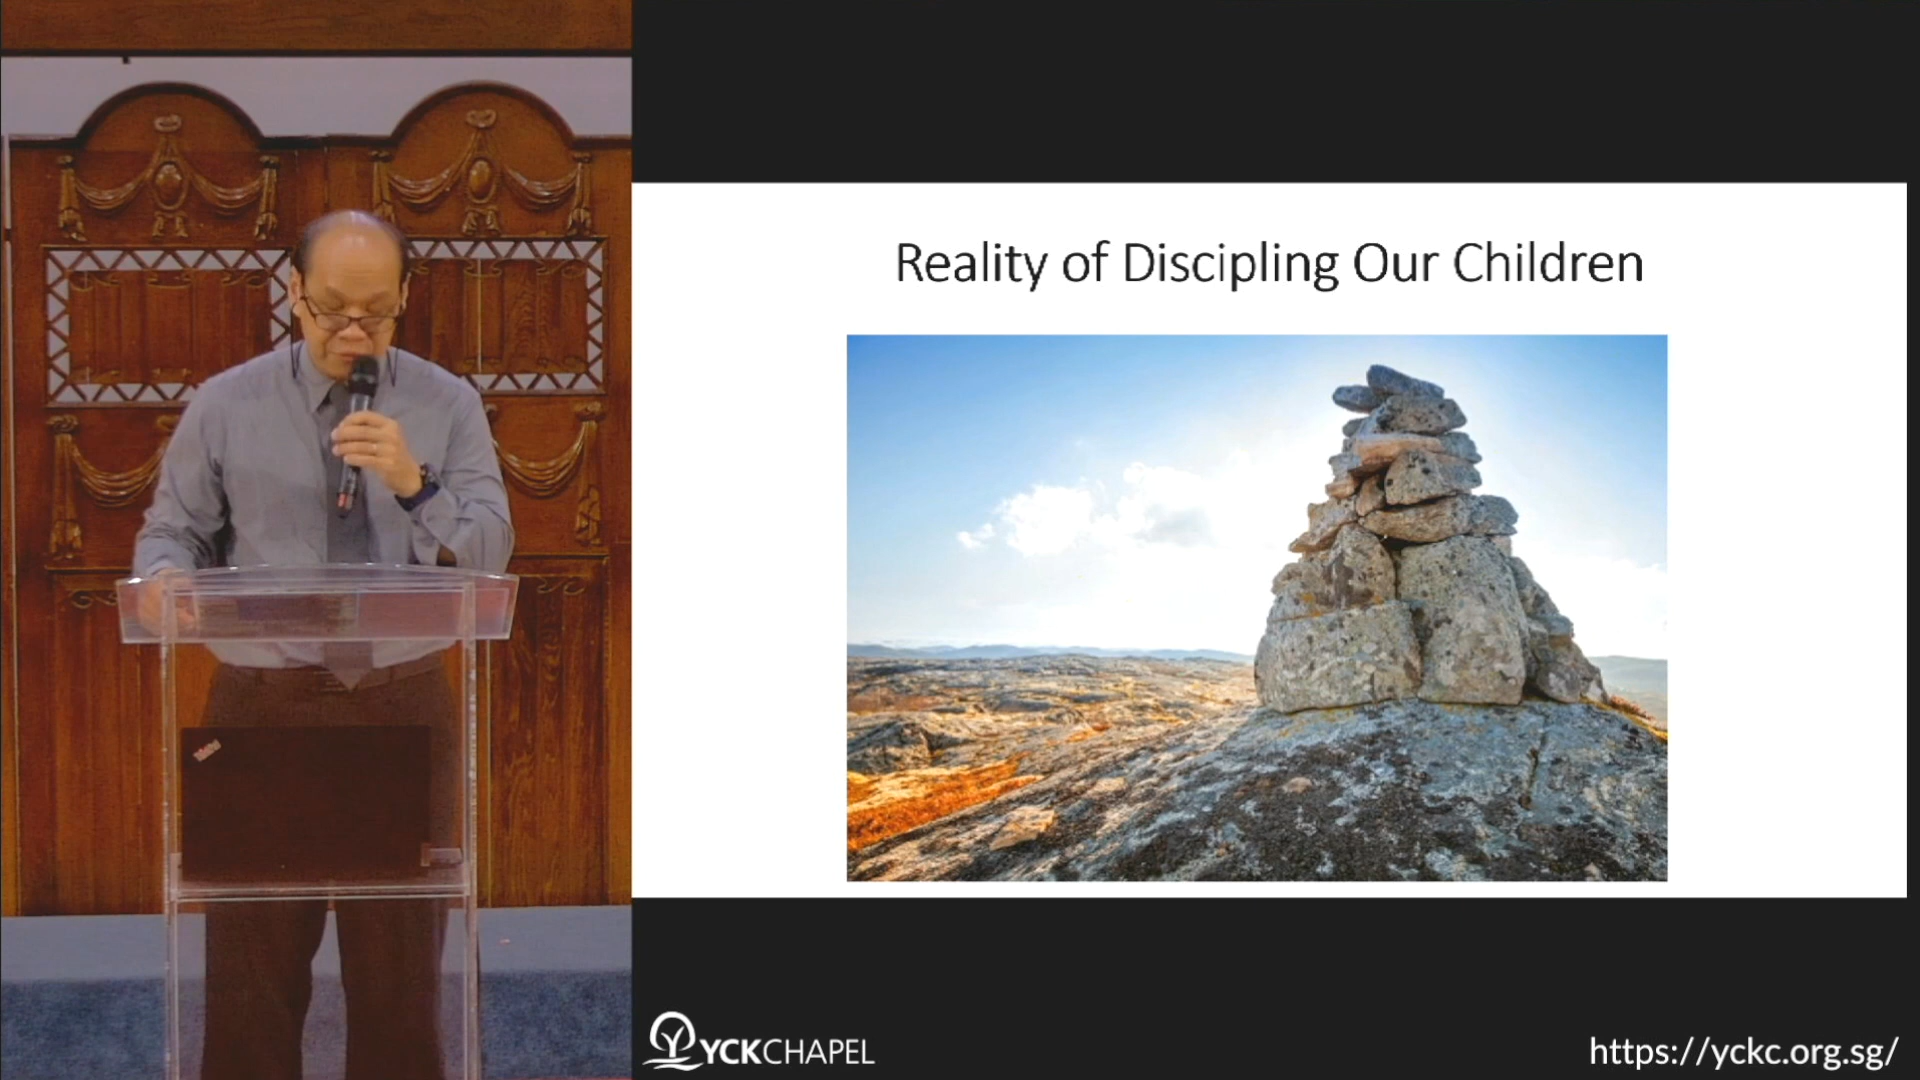 Reality of Discipling Our Children
YCKCHAPEL
https://yckc.org.sg/